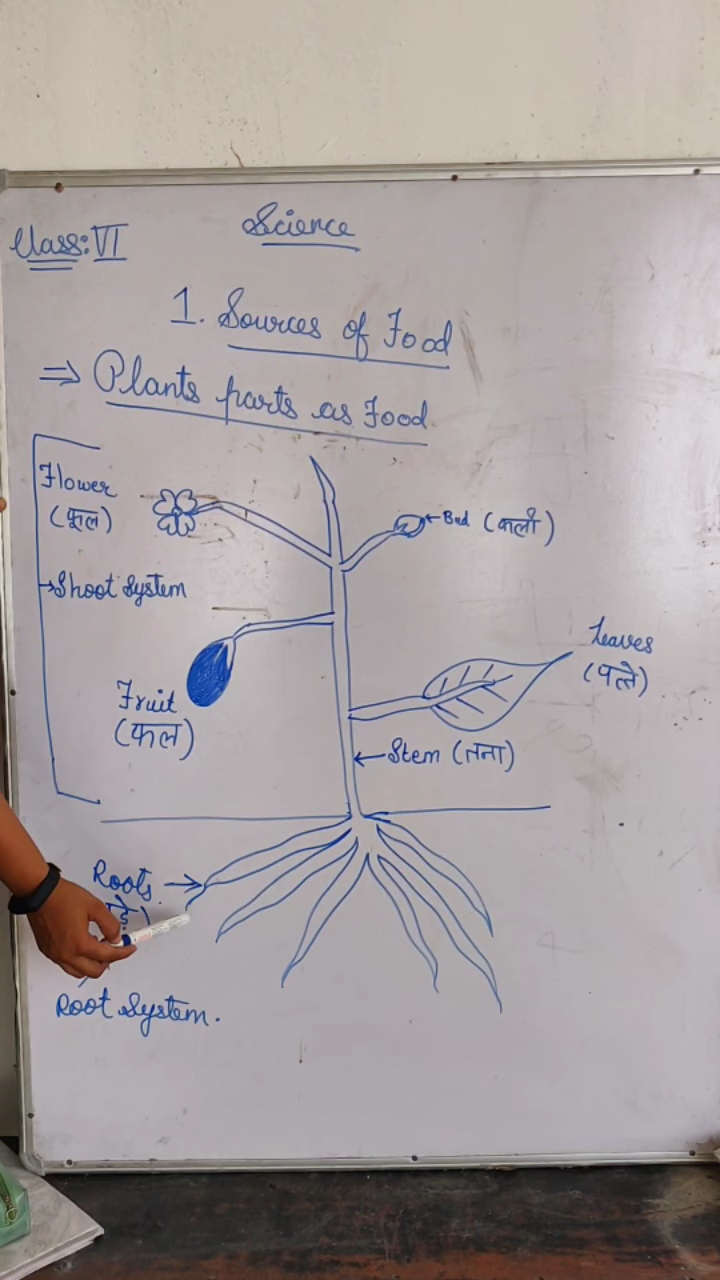 Science
Class: VI
1. Sources of Food
⇒ Plants parts as Food
Flower
(फूल)
← Bud (कली)
→ Shoot System
Leaves
(पत्ते)
Fruit
(फल)
← Stem (तना)
Roots →
Root System.